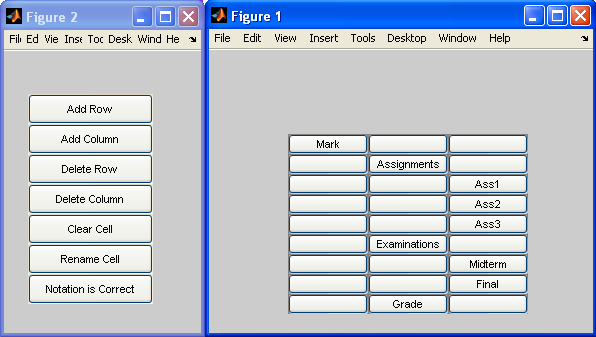 Figure 2
File Ed Vie Inse Too Desk Wind He
Add Row
Add Column
Delete Row
Delete Column
Clear Cell
Rename Cell
Notation is Correct
Figure 1
File Edit View Insert Tools Desktop Window Help
Mark
Assignments
Ass1
Ass2
Ass3
Examinations
Midterm
Final
Grade